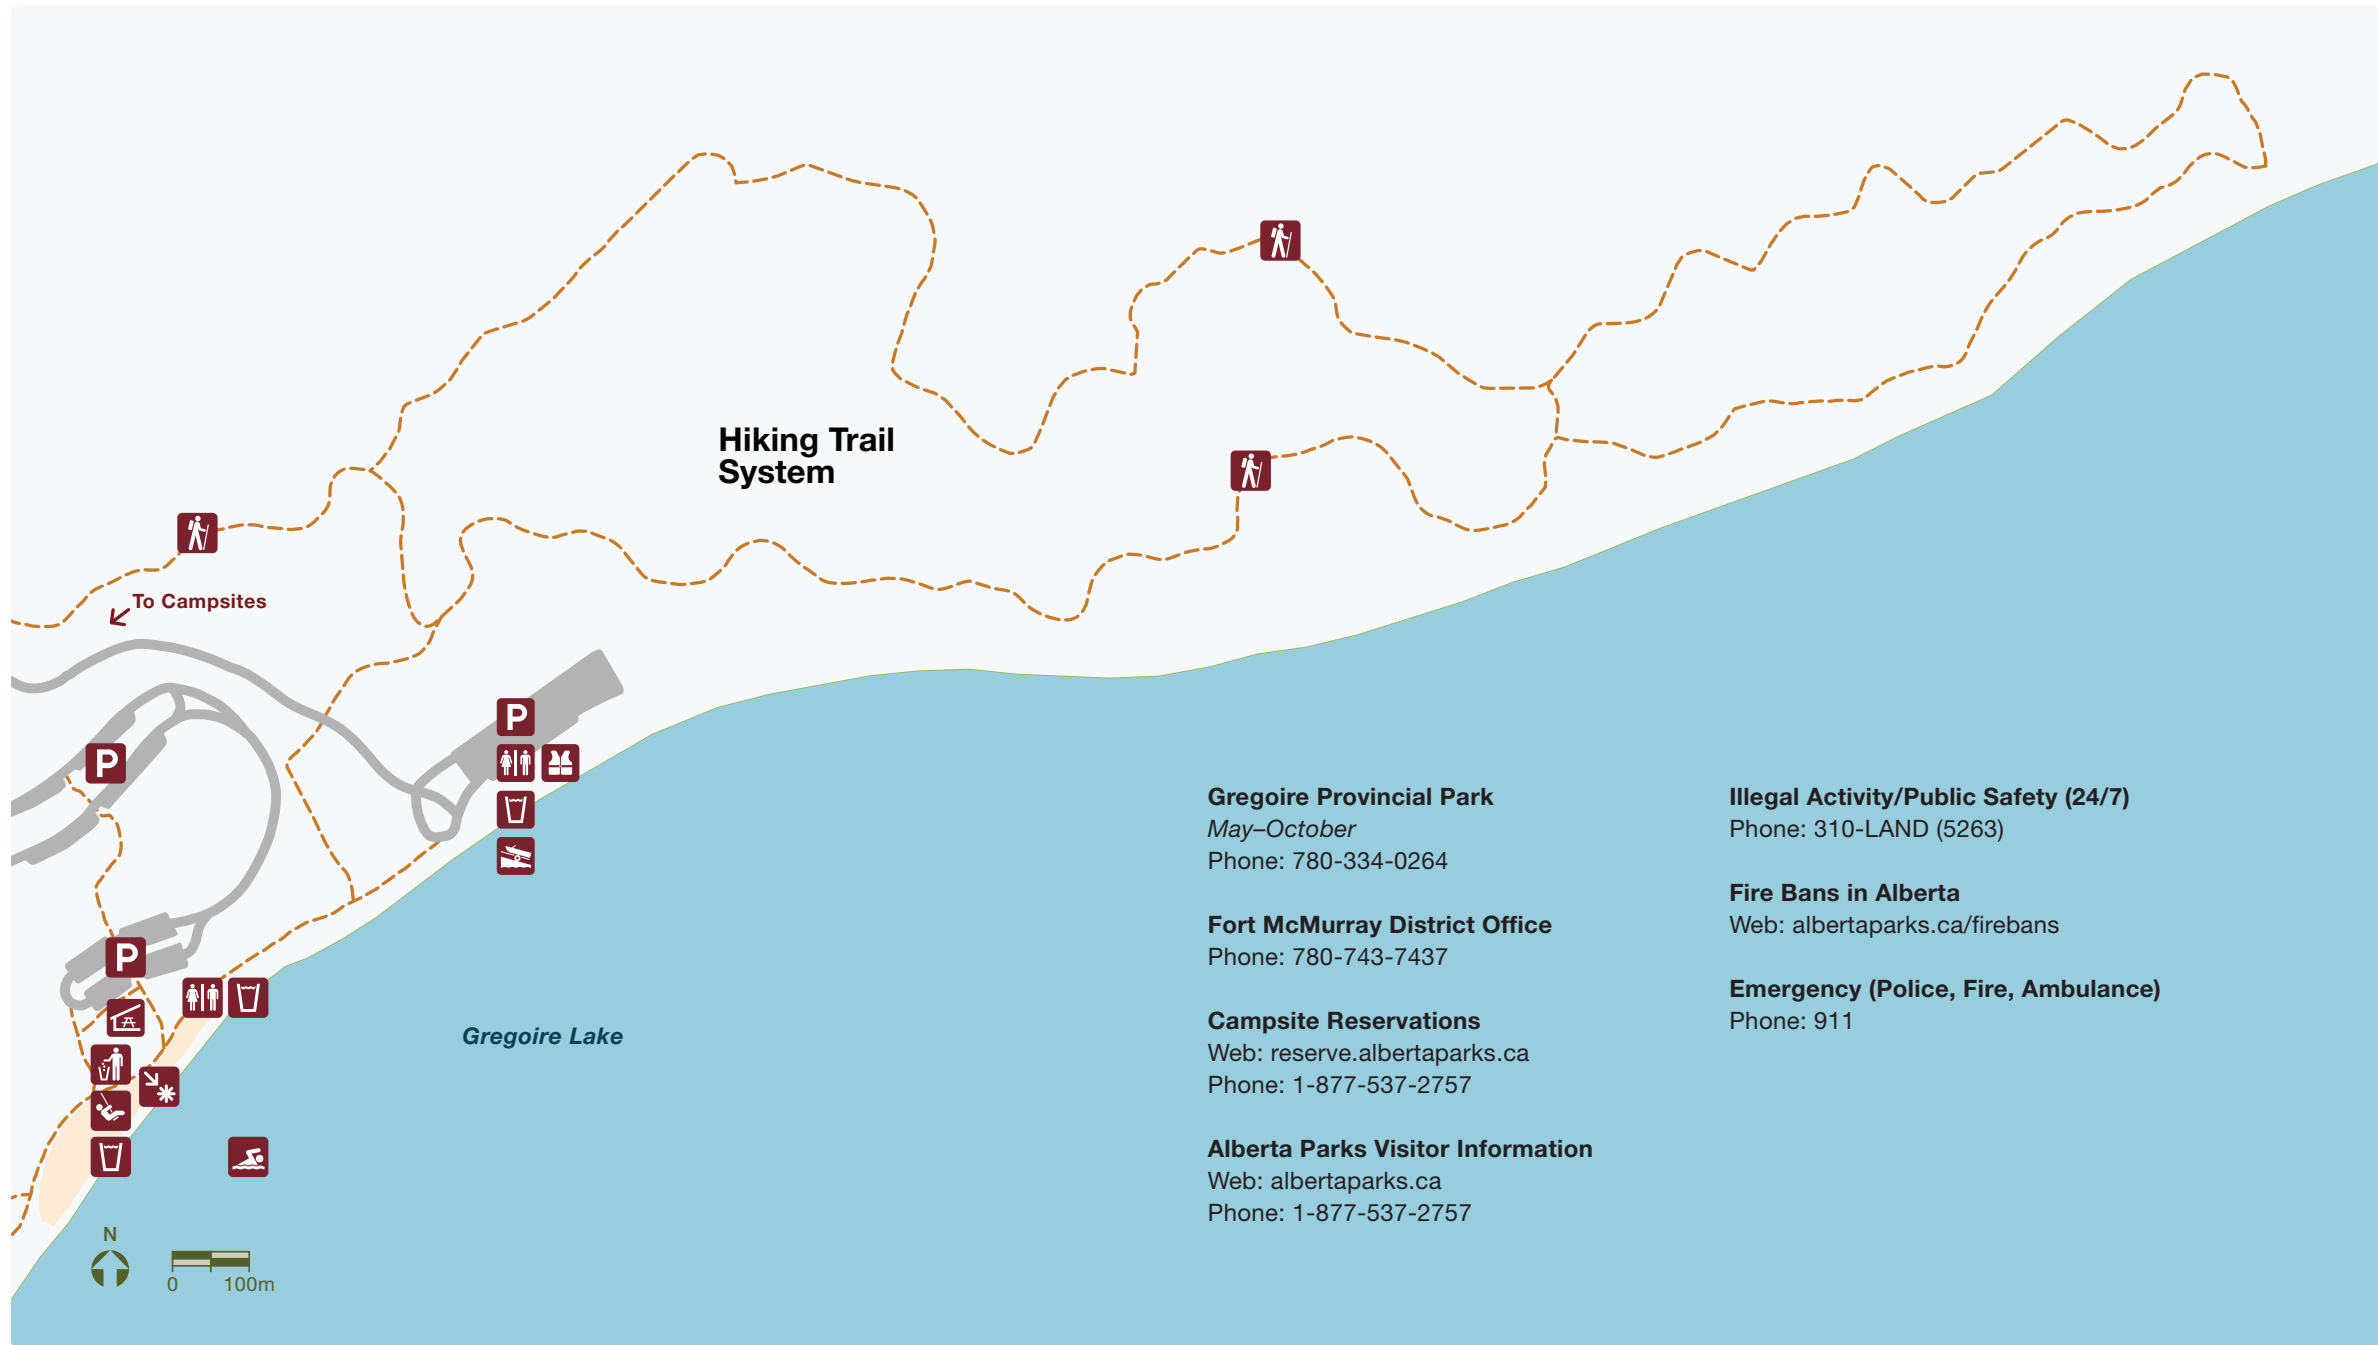 Hiking Trail
System
To Campsites
P
P
P
Gregoire Lake
N
0 100m
Gregoire Provincial Park
May–October
Phone: 780-334-0264
Fort McMurray District Office
Phone: 780-743-7437
Campsite Reservations
Web: reserve.albertaparks.ca
Phone: 1-877-537-2757
Alberta Parks Visitor Information
Web: albertaparks.ca
Phone: 1-877-537-2757
Illegal Activity/Public Safety (24/7)
Phone: 310-LAND (5263)
Fire Bans in Alberta
Web: albertaparks.ca/firebans
Emergency (Police, Fire, Ambulance)
Phone: 911